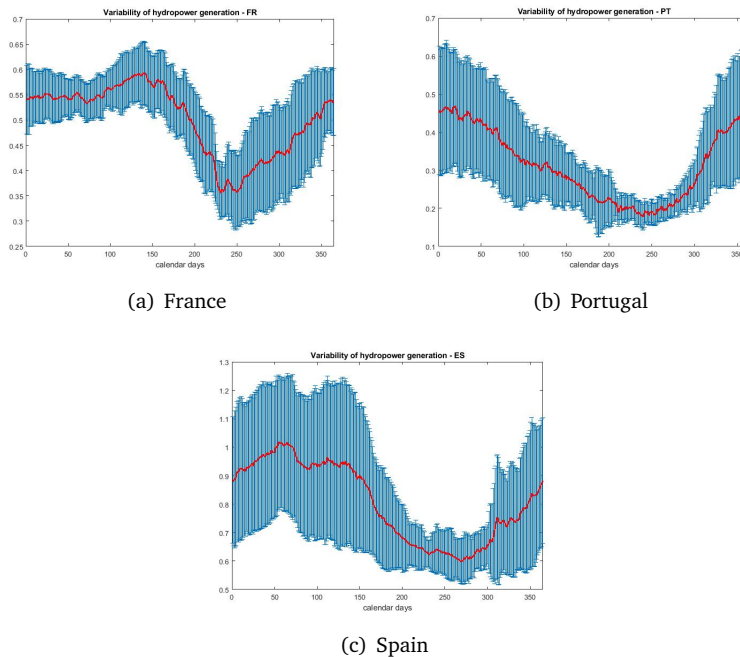 Variability of hydropower generation - FR
0.7
0.65
0.6
0.55
0.5
0.45
0.4
0.35
0.3
0.25
0 50 100 150 200 250 300 350
calendar days
(a) France
Variability of hydropower generation - PT
0.7
0.6
0.5
0.4
0.3
0.2
0.1
0 50 100 150 200 250 300 350
calendar days
(b) Portugal
Variability of hydropower generation - ES
1.3
1.2
1.1
1
0.9
0.8
0.7
0.6
0.5
0 50 100 150 200 250 300 350
calendar days
(c) Spain